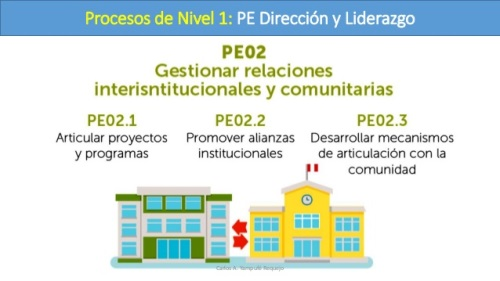 Procesos de Nivel 1: PE Dirección y Liderazgo
PE02
Gestionar relaciones
interisntitucionales y comunitarias
PE02.1
Articular proyectos
y programas
PE02.2
Promover alianzas
institucionales
PE02.3
Desarrollar mecanismos
de articulación con la
comunidad
Carlos A.